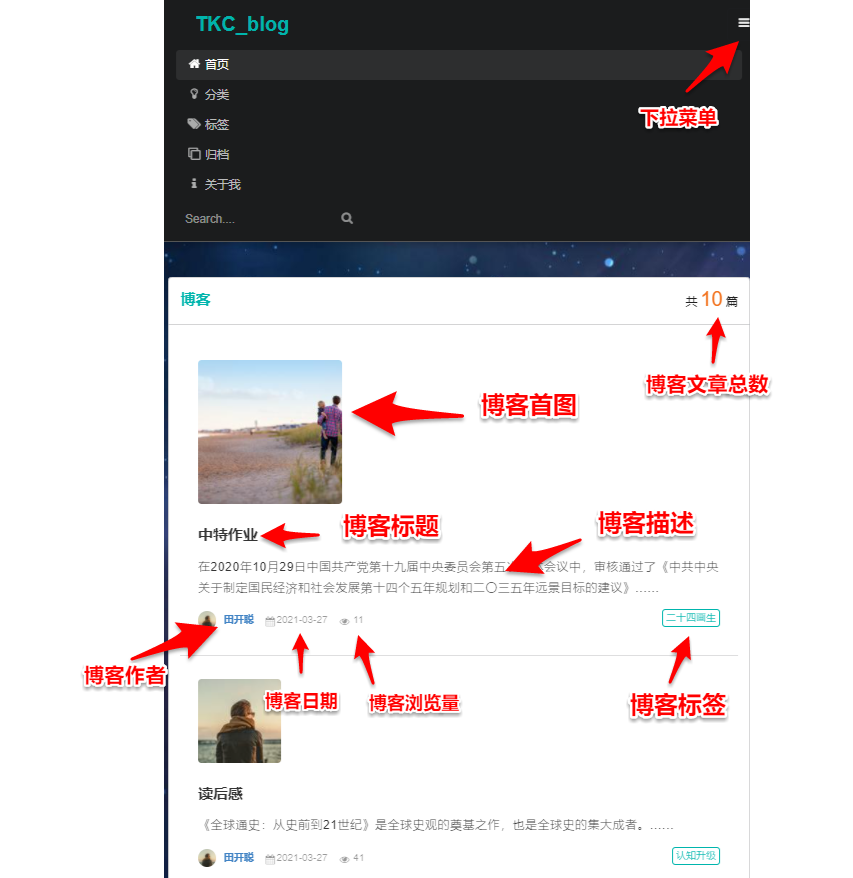 TKC_blog
首页
分类
标签
归档
关于我
下拉菜单
Search....
博客
共 10 篇
博客文章总数
博客首图
中特作业
博客标题
博客描述
在2020年10月29日中国共产党第十九届中央委员会第五 会议中，审核通过了《中共中央
关于制定国民经济和社会发展第十四个五年规划和二〇三五年远景目标的建议》……
田开聪 2021-03-27 11
二十四画生
博客作者
博客日期
博客浏览量
博客标签
读后感
《全球通史：从史前到21世纪》是全球史观的奠基之作，也是全球史的集大成者。……
田开聪 2021-03-27 41
认知升级